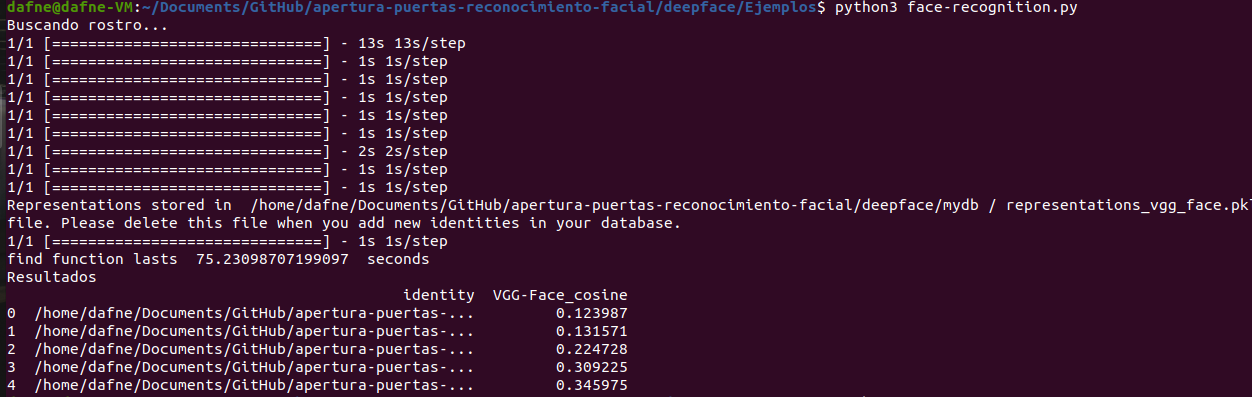 dafne@dafne-VM:~/Documents/GitHub/apertura-puertas-reconocimiento-facial/deepface/Ejemplos$ python3 face-recognition.py
Buscando rostro...
1/1 [==============================] - 13s 13s/step
1/1 [==============================] - 1s 1s/step
1/1 [==============================] - 1s 1s/step
1/1 [==============================] - 1s 1s/step
1/1 [==============================] - 1s 1s/step
1/1 [==============================] - 1s 1s/step
1/1 [==============================] - 2s 2s/step
1/1 [==============================] - 1s 1s/step
1/1 [==============================] - 1s 1s/step
Representations stored in  /home/dafne/Documents/GitHub/apertura-puertas-reconocimiento-facial/deepface/mydb / representations_vgg_face.pkl
file. Please delete this file when you add new identities in your database.
1/1 [==============================] - 1s 1s/step
find function lasts  75.23098707199097  seconds
Resultados
identity  VGG-Face_cosine
0  /home/dafne/Documents/GitHub/apertura-puertas-...         0.123987
1  /home/dafne/Documents/GitHub/apertura-puertas-...         0.131571
2  /home/dafne/Documents/GitHub/apertura-puertas-...         0.224728
3  /home/dafne/Documents/GitHub/apertura-puertas-...         0.309225
4  /home/dafne/Documents/GitHub/apertura-puertas-...         0.345975